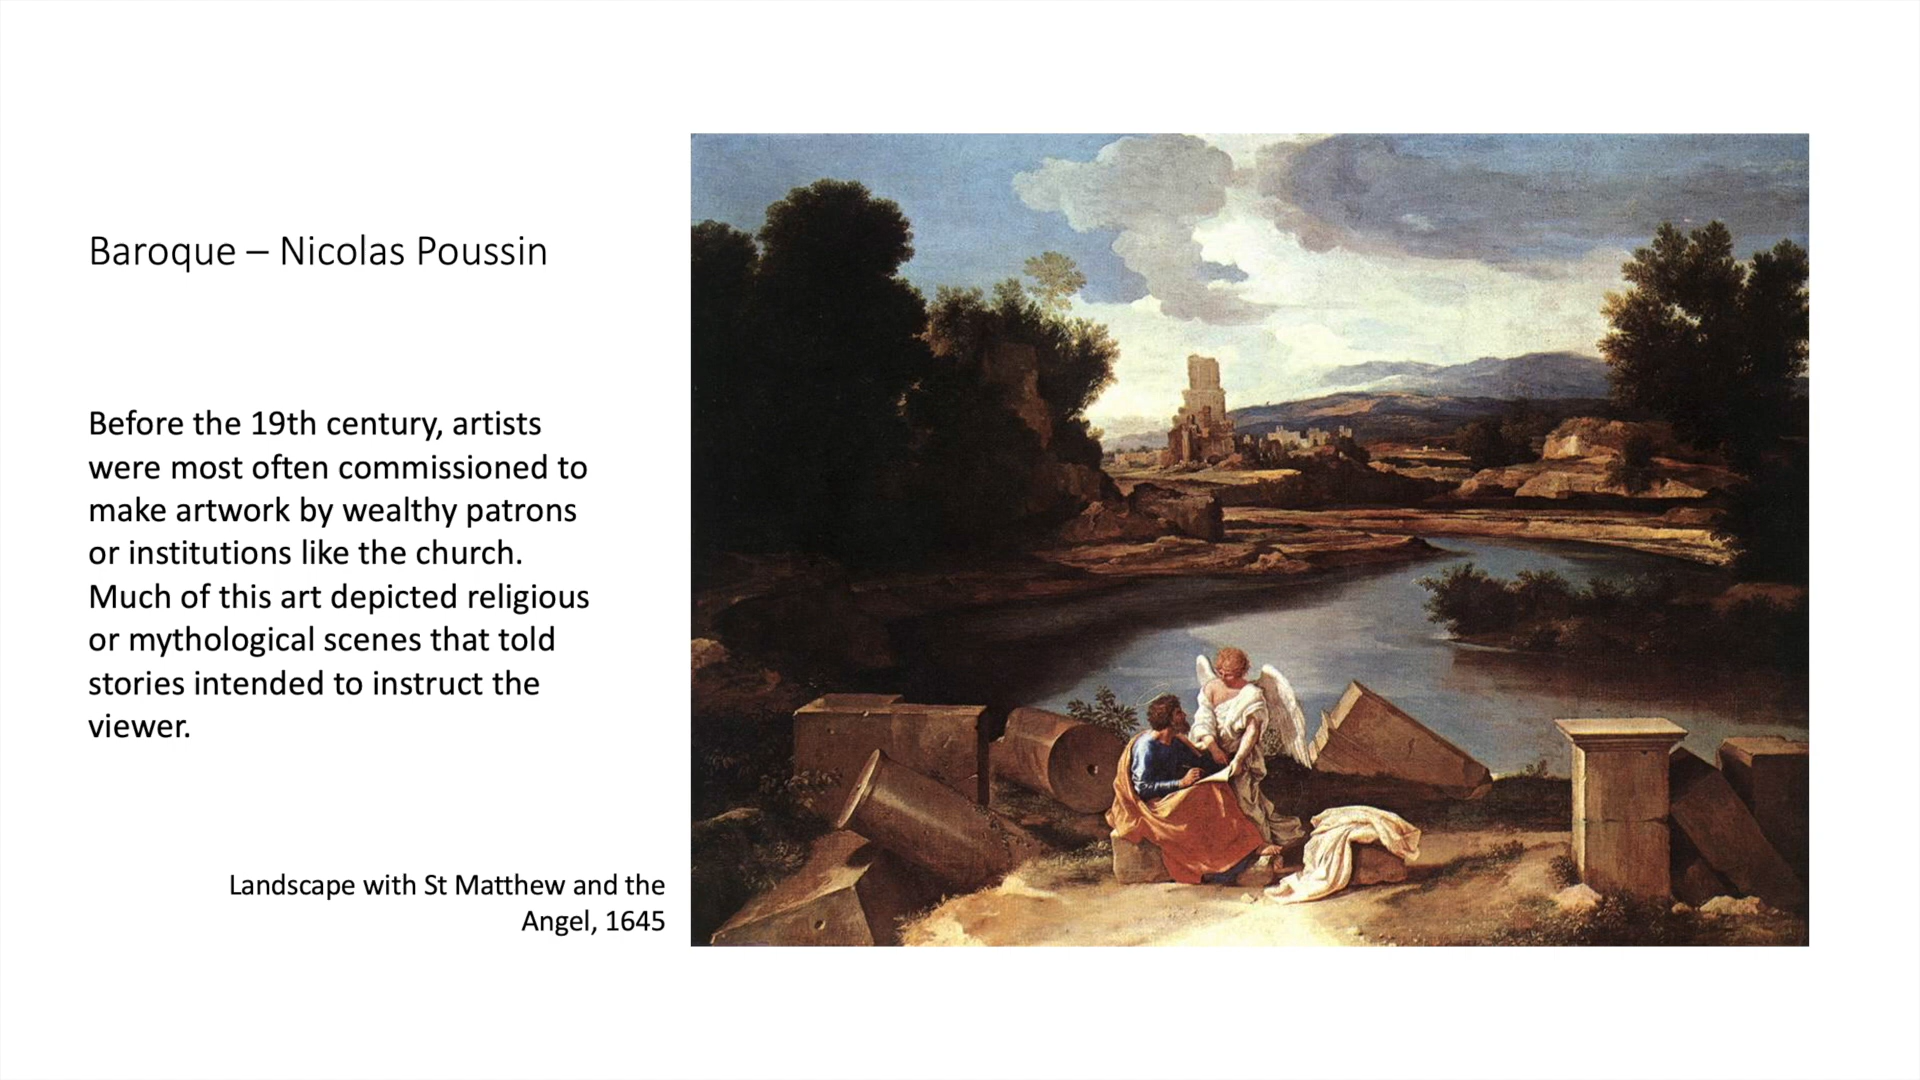 Baroque – Nicolas Poussin
Before the 19th century, artists
were most often commissioned to
make artwork by wealthy patrons
or institutions like the church.
Much of this art depicted religious
or mythological scenes that told
stories intended to instruct the
viewer.
Landscape with St Matthew and the
Angel, 1645